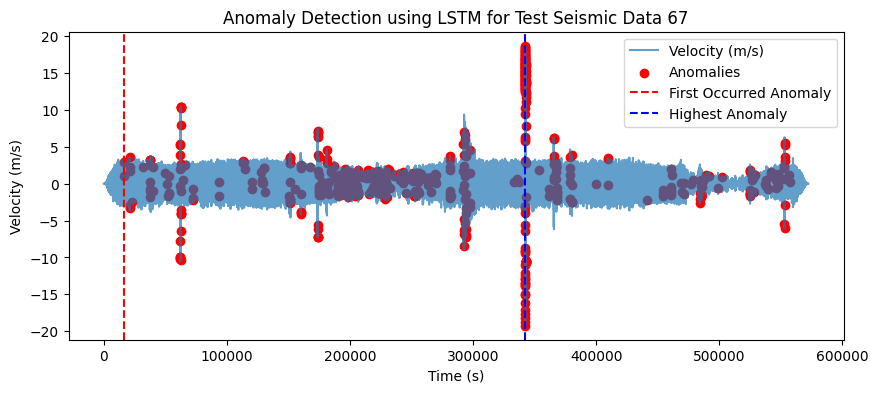 Anomaly Detection using LSTM for Test Seismic Data 67
Velocity (m/s)
Anomalies
First Occurred Anomaly
Highest Anomaly
Velocity (m/s)
20
15
10
5
0
−5
−10
−15
−20
0 100000 200000 300000 400000 500000 600000
Time (s)